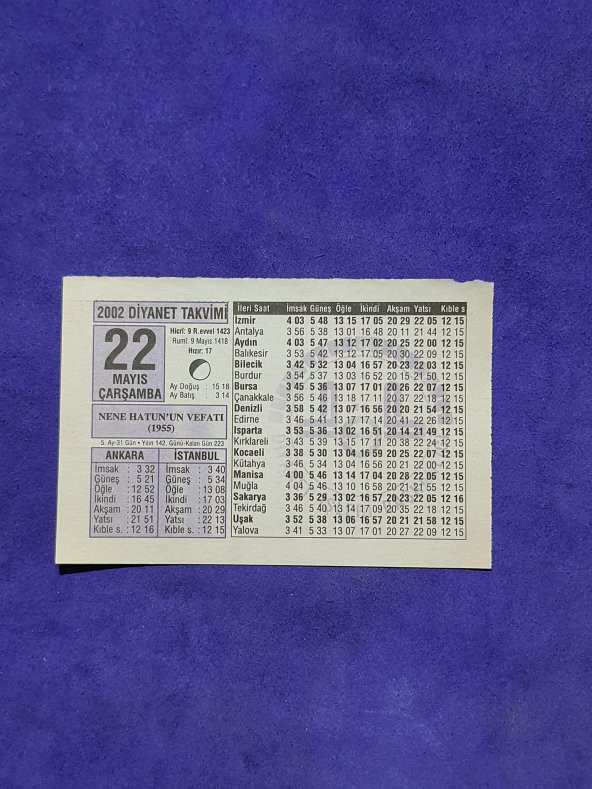 2002 DİYANET TAKVİMİ
22
MAYIS
ÇARŞAMBA
Hicrî: 9 R.evvel 1423
Rumî: 9 Mayıs 1418
Hızır: 17
Ay Doğuş : 15 18
Ay Batış : 3 14
NENE HATUN'UN VEFATI
(1955)
5. Ay-31 Gün • Yılın 142. Günü-Kalan Gün 223
ANKARA
İmsak : 3 32
Güneş : 5 21
Öğle : 12 52
İkindi : 16 45
Akşam : 20 11
Yatsı : 21 51
Kıble s. : 12 16
İSTANBUL
İmsak : 3 40
Güneş : 5 34
Öğle : 13 08
İkindi : 17 03
Akşam : 20 29
Yatsı : 22 13
Kıble s. : 12 15
İleri Saat İmsak Güneş Öğle İkindi Akşam Yatsı Kıble s
İzmir 4 03 5 48 13 15 17 05 20 29 22 05 12 15
Antalya 3 56 5 38 13 01 16 48 20 11 21 44 12 15
Aydın 4 03 5 47 13 12 17 02 20 25 22 00 12 15
Balıkesir 3 53 5 42 13 12 17 05 20 30 22 09 12 15
Bilecik 3 42 5 32 13 04 16 57 20 23 22 03 12 15
Burdur 3 54 5 37 13 03 16 52 20 15 21 50 12 15
Bursa 3 45 5 36 13 07 17 01 20 26 22 07 12 15
Çanakkale 3 56 5 46 13 18 17 11 20 37 22 18 12 15
Denizli 3 58 5 42 13 07 16 56 20 20 21 54 12 15
Edirne 3 46 5 41 13 17 17 13 20 41 22 25 12 15
Isparta 3 53 5 36 13 02 16 51 20 14 21 49 12 15
Kırklareli 3 43 5 39 13 15 17 11 20 38 22 24 12 15
Kocaeli 3 38 5 30 13 04 16 59 20 25 22 07 12 15
Kütahya 3 46 5 34 13 04 16 56 20 21 22 00 12 15
Manisa 4 00 5 46 13 14 17 04 20 28 22 05 12 15
Muğla 4 04 5 46 13 10 16 58 20 21 21 55 12 15
Sakarya 3 36 5 29 13 02 16 57 20 23 22 05 12 16
Tekirdağ 3 46 5 40 13 14 17 09 20 35 22 18 12 15
Uşak 3 52 5 38 13 06 16 57 20 21 21 58 12 15
Yalova 3 41 5 33 13 07 17 01 20 28 22 09 12 15